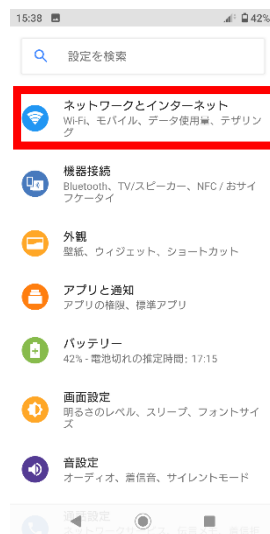 15:38 42%
設定を検索
ネットワークとインターネット
Wi-Fi、モバイル、データ使用量、テザリン
グ
機器接続
Bluetooth、TV/スピーカー、NFC / おサイ
フケータイ
外観
壁紙、ウィジェット、ショートカット
アプリと通知
アプリの権限、標準アプリ
バッテリー
42% - 電池切れの推定時間: 17:15
画面設定
明るさのレベル、スリープ、フォントサイ
ズ
音設定
オーディオ、着信音、サイレントモード
通話設定